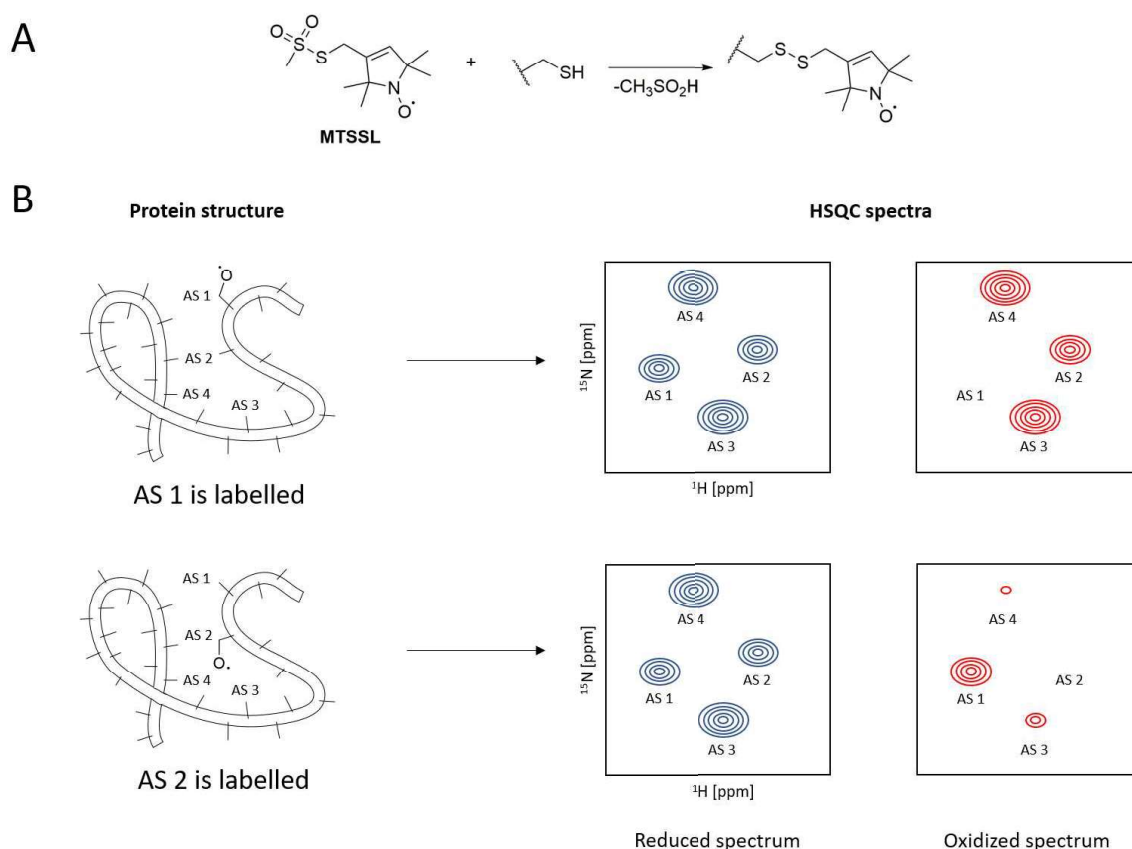 A
O
O
S
S
N
O•
MTSSL
+
SH
-CH3SO2H
S
S
N
O•
B
Protein structure
HSQC spectra
•O
AS 1
AS 2
AS 4
AS 3
AS 1 is labelled
15N [ppm]
AS 4
AS 2
AS 1
AS 3
1H [ppm]
AS 4
AS 2
AS 1
AS 3
AS 1
AS 2
O•
AS 4
AS 3
AS 2 is labelled
15N [ppm]
AS 4
AS 2
AS 1
AS 3
1H [ppm]
AS 4
AS 2
AS 1
AS 3
Reduced spectrum
Oxidized spectrum